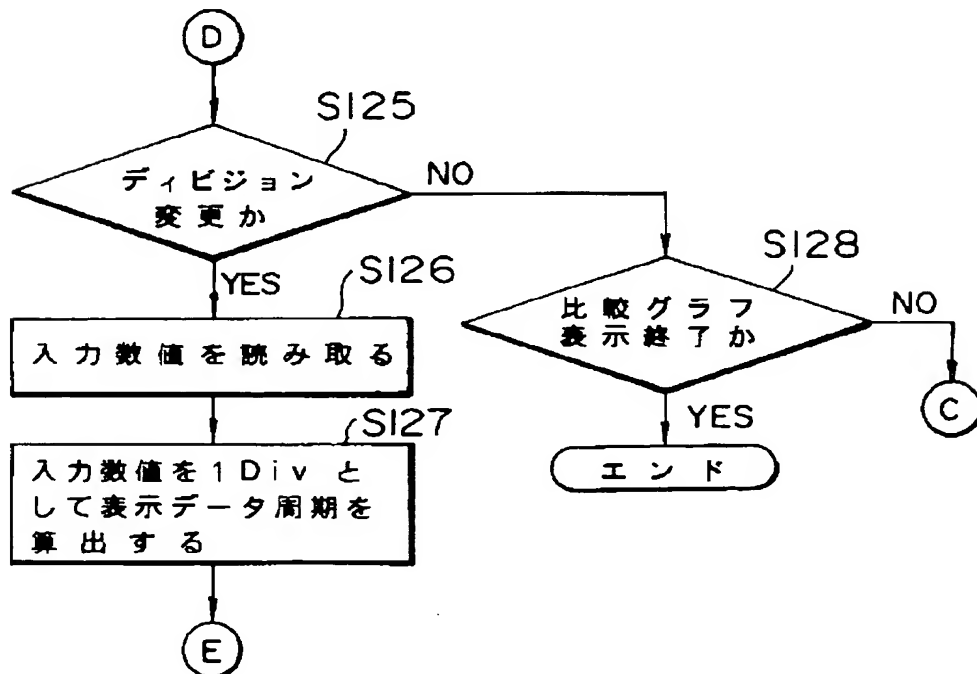 D
S125
ディビジョン
変更か
NO
YES
S126
入力数値を読み取る
S127
入力数値を1Divと
して表示データ周期を
算出する
E
S128
比較グラフ
表示終了か
NO
C
YES
エンド